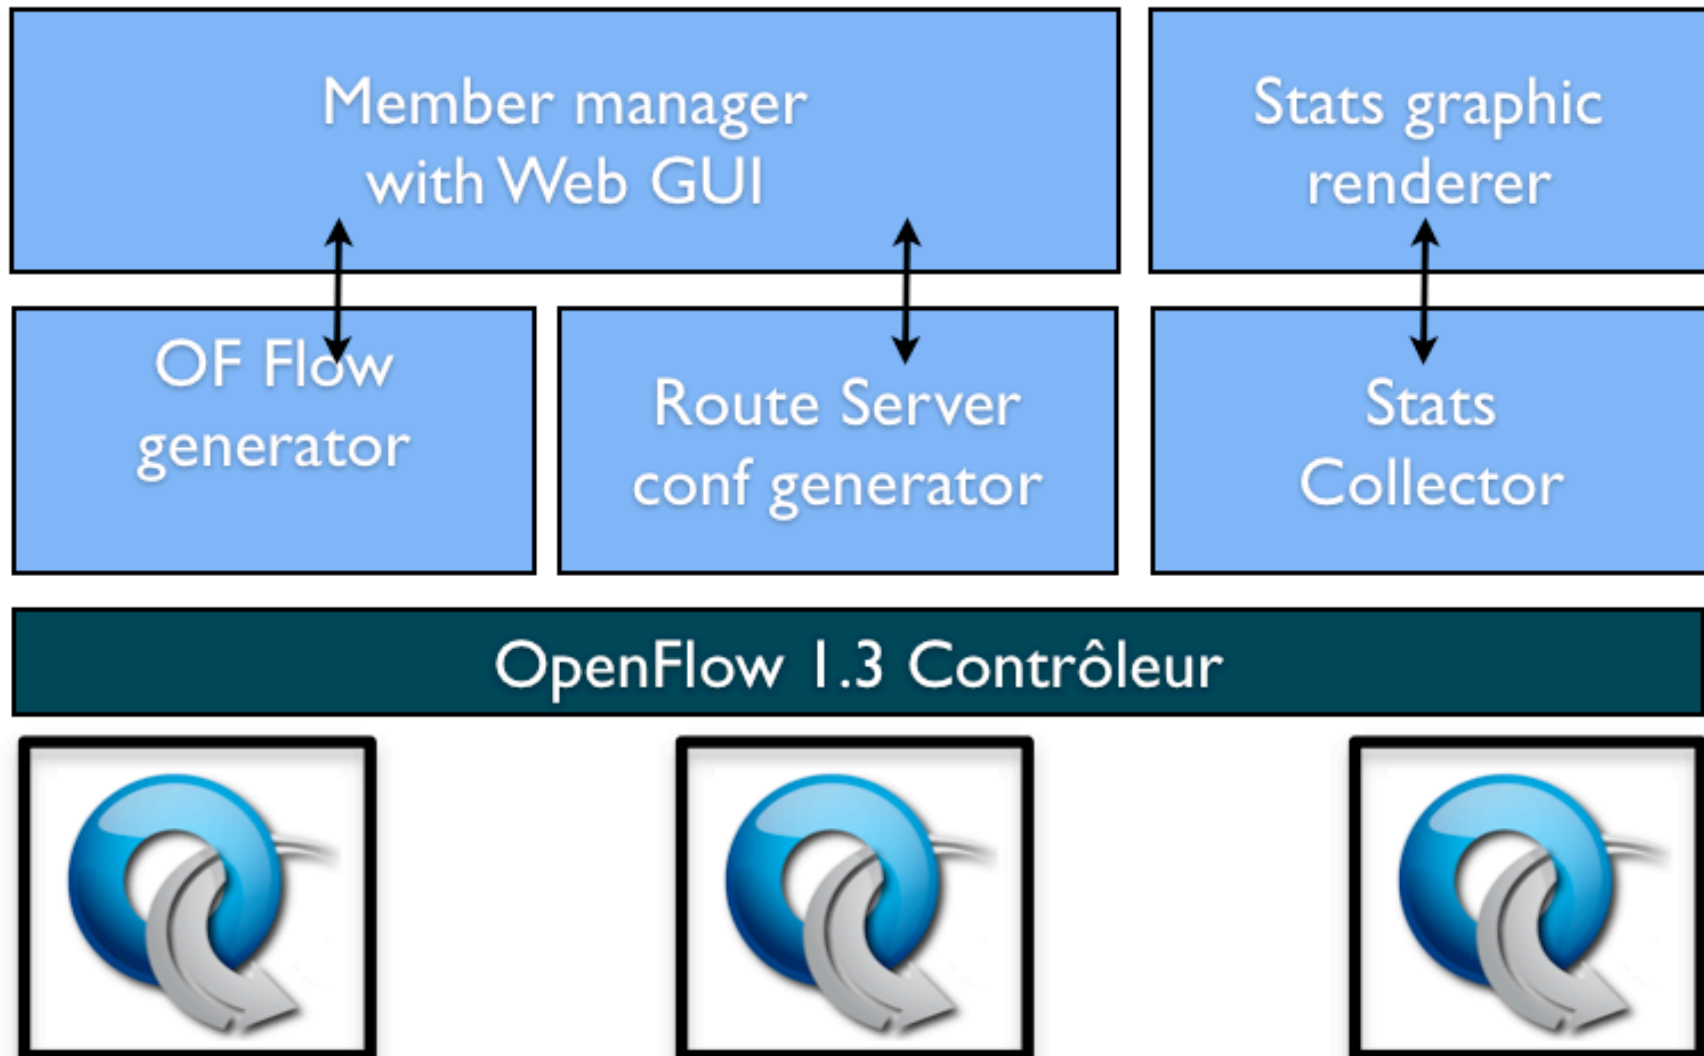 Member manager
with Web GUI
Stats graphic
renderer
OF Flow
generator
Route Server
conf generator
Stats
Collector
OpenFlow 1.3 Contrôleur